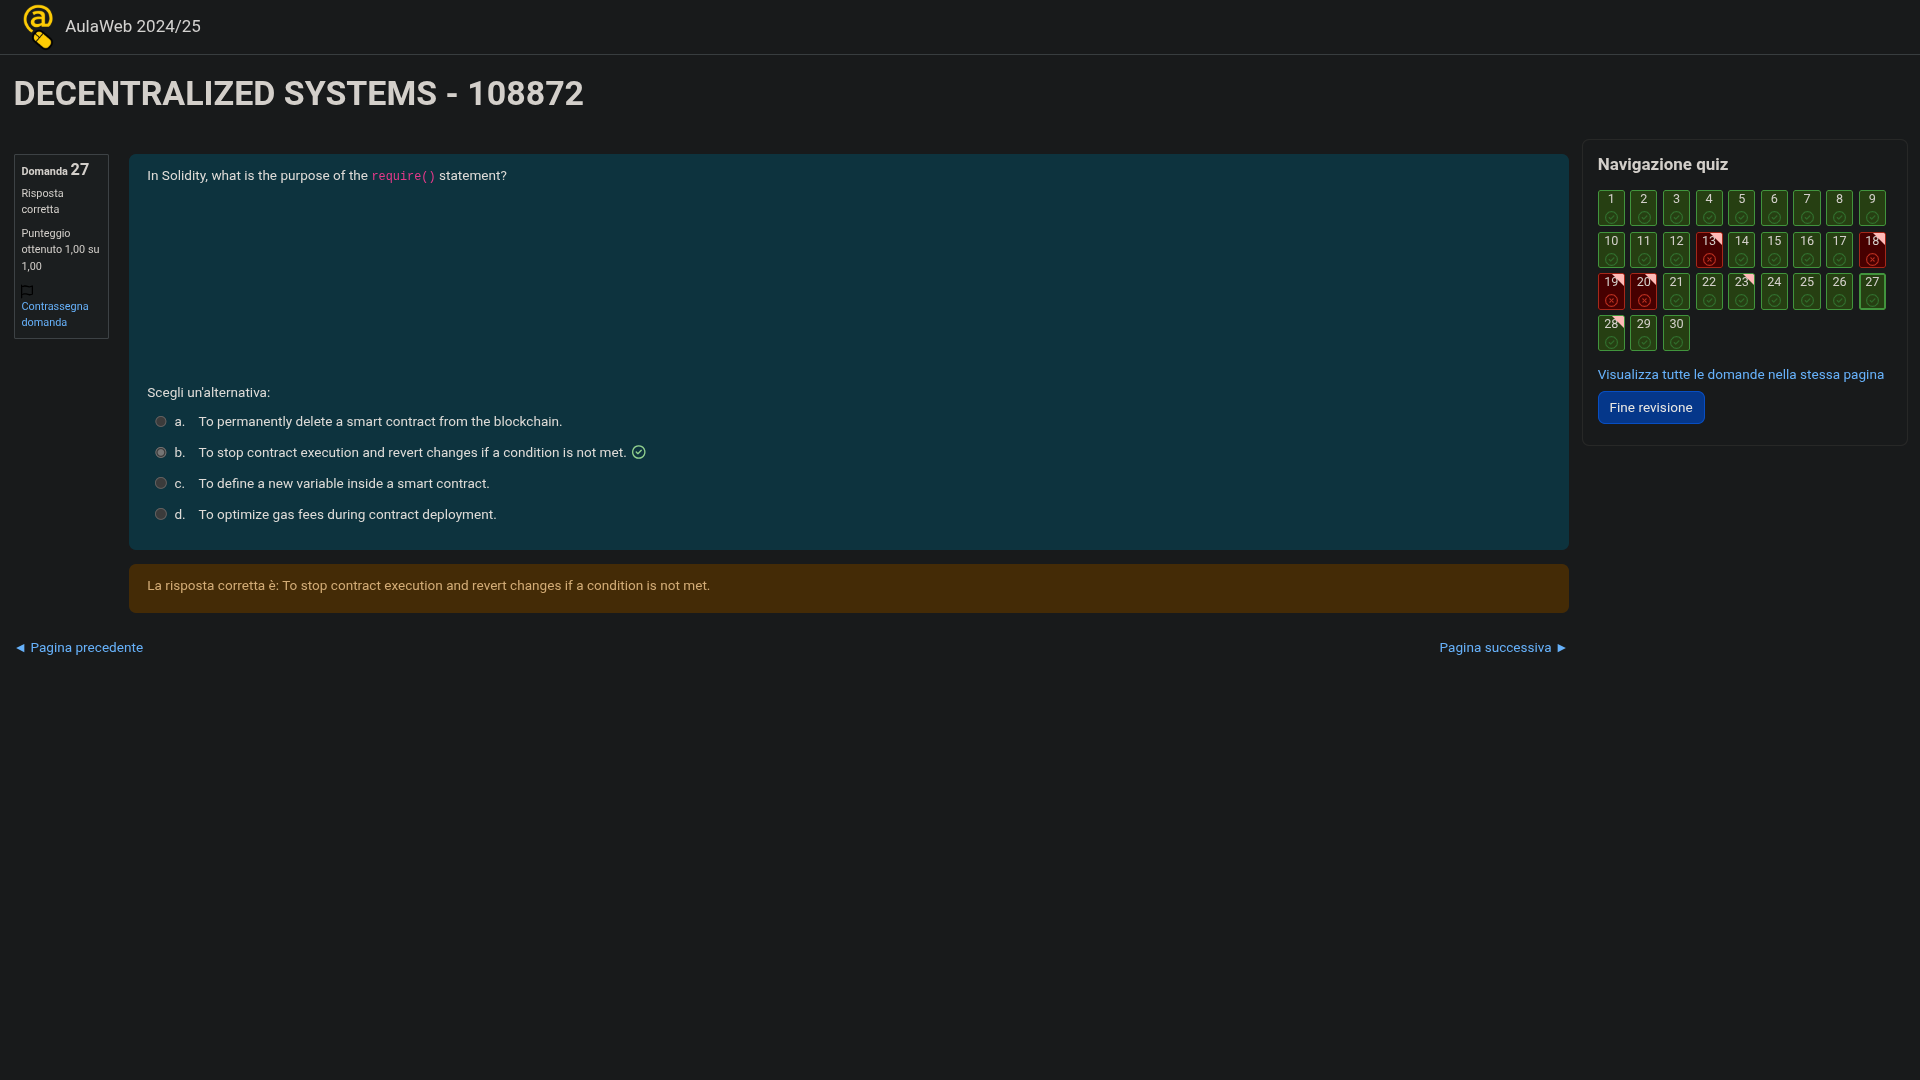 AulaWeb 2024/25
DECENTRALIZED SYSTEMS - 108872
Domanda 27
Risposta
corretta
Punteggio
ottenuto 1,00 su
1,00
Contrassegna
domanda
In Solidity, what is the purpose of the require() statement?
Scegli un'alternativa:
a. To permanently delete a smart contract from the blockchain.
b. To stop contract execution and revert changes if a condition is not met.
c. To define a new variable inside a smart contract.
d. To optimize gas fees during contract deployment.
La risposta corretta è: To stop contract execution and revert changes if a condition is not met.
◄ Pagina precedente
Pagina successiva ►
Navigazione quiz
1 2 3 4 5 6 7 8 9
10 11 12 13 14 15 16 17 18
19 20 21 22 23 24 25 26 27
28 29 30
Visualizza tutte le domande nella stessa pagina
Fine revisione